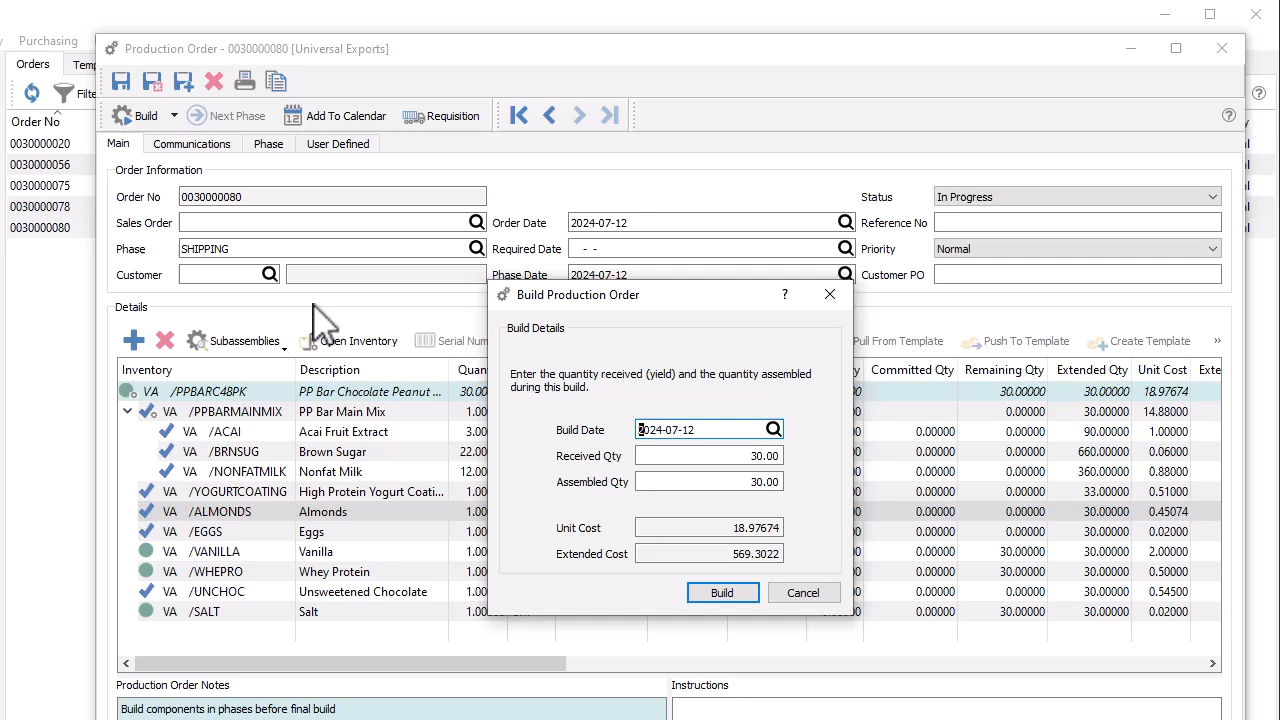 Purchasing
Orders
Temp
Filte
Order No
0030000020
0030000056
0030000075
0030000078
0030000080
Production Order - 0030000080 [Universal Exports]
Build
Next Phase
Add To Calendar
Requisition
Main
Communications
Phase
User Defined
Order Information
Order No 0030000080 Status In Progress
Sales Order Order Date 2024-07-12 Reference No
Phase SHIPPING Required Date - - Priority Normal
Customer Phase Date 2024-07-12 Customer PO
Details
Subassemblies
Open Inventory
Serial Num
Pull From Template
Push To Template
Create Template
»
Inventory Description Quan Committed Qty Remaining Qty Extended Qty Unit Cost Exte
VA /PPBARC48PK PP Bar Chocolate Peanut ... 30.0 30.00000 30.00000 18.97674
VA /PPBARMAINMIX PP Bar Main Mix 1.00 0.00000 30.00000 14.88000
VA /ACAI Acai Fruit Extract 3.00 0.00000 0.00000 90.00000 1.00000
VA /BRNSUG Brown Sugar 22.00 0.00000 0.00000 660.00000 0.06000
VA /NONFATMILK Nonfat Milk 12.00 0.00000 0.00000 360.00000 0.88000
VA /YOGURTCOATING High Protein Yogurt Coati... 1.00 0.00000 0.00000 33.00000 0.51000
VA /ALMONDS Almonds 1.00 0.00000 0.00000 30.00000 0.45074
VA /EGGS Eggs 1.00 0.00000 0.00000 30.00000 0.02000
VA /VANILLA Vanilla 1.00 0.00000 30.00000 30.00000 2.00000
VA /WHEPRO Whey Protein 1.00 0.00000 30.00000 30.00000 0.10000
VA /UNCHOC Unsweetened Chocolate 1.00 0.00000 0.00000 30.00000 0.54500
VA /SALT Salt 1.00 0.00000 30.00000 30.00000 0.02000
Build Production Order
?
Build Details
Enter the quantity received (yield) and the quantity assembled
during this build.
Build Date 2024-07-12
Received Qty 30.00
Assembled Qty 30.00
Unit Cost 18.97674
Extended Cost 569.3022
Build
Cancel
Production Order Notes
Instructions
Build components in phases before final build